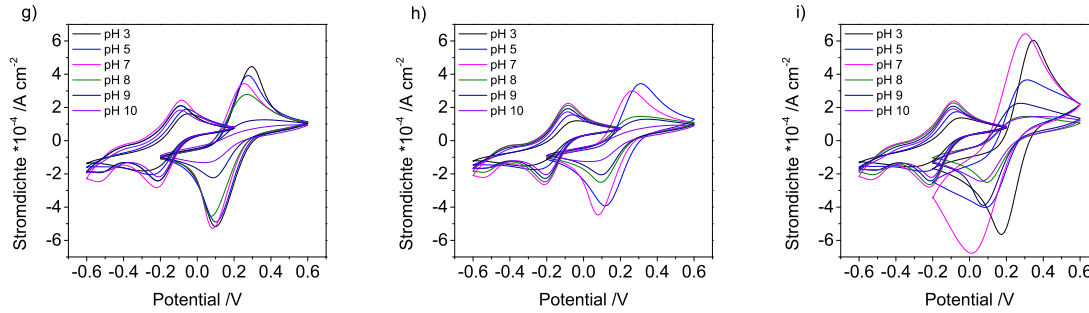 g)
Stromdichte *10⁻⁴ /A cm⁻²
6
4
2
0
-2
-4
-6
pH 3
pH 5
pH 7
pH 8
pH 9
pH 10
-0.6 -0.4 -0.2 0.0 0.2 0.4 0.6
Potential /V
h)
Stromdichte *10⁻⁴ /A cm⁻²
6
4
2
0
-2
-4
-6
pH 3
pH 5
pH 7
pH 8
pH 9
pH 10
-0.6 -0.4 -0.2 0.0 0.2 0.4 0.6
Potential /V
i)
Stromdichte *10⁻⁴ /A cm⁻²
6
4
2
0
-2
-4
-6
pH 3
pH 5
pH 7
pH 8
pH 9
pH 10
-0.6 -0.4 -0.2 0.0 0.2 0.4 0.6
Potential /V